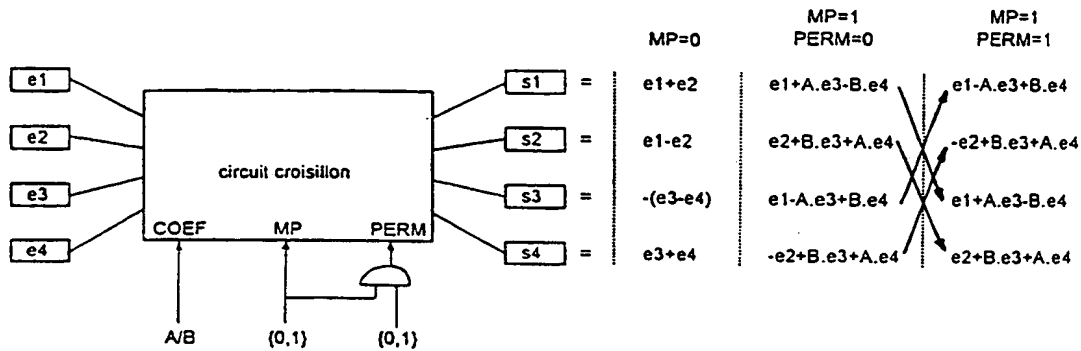 MP=1 MP=1
MP=0 PERM=0 PERM=1
e1 s1 = e1+e2 e1+A.e3-B.e4 e1-A.e3+B.e4
e2 s2 = e1-e2 e2+B.e3+A.e4 -e2+B.e3+A.e4
circuit croisillon
e3 s3 = -(e3-e4) e1-A.e3+B.e4 e1+A.e3-B.e4
COEF MP PERM
e4 s4 = e3+e4 -e2+B.e3+A.e4 e2+B.e3+A.e4
A/B {0,1} {0,1}